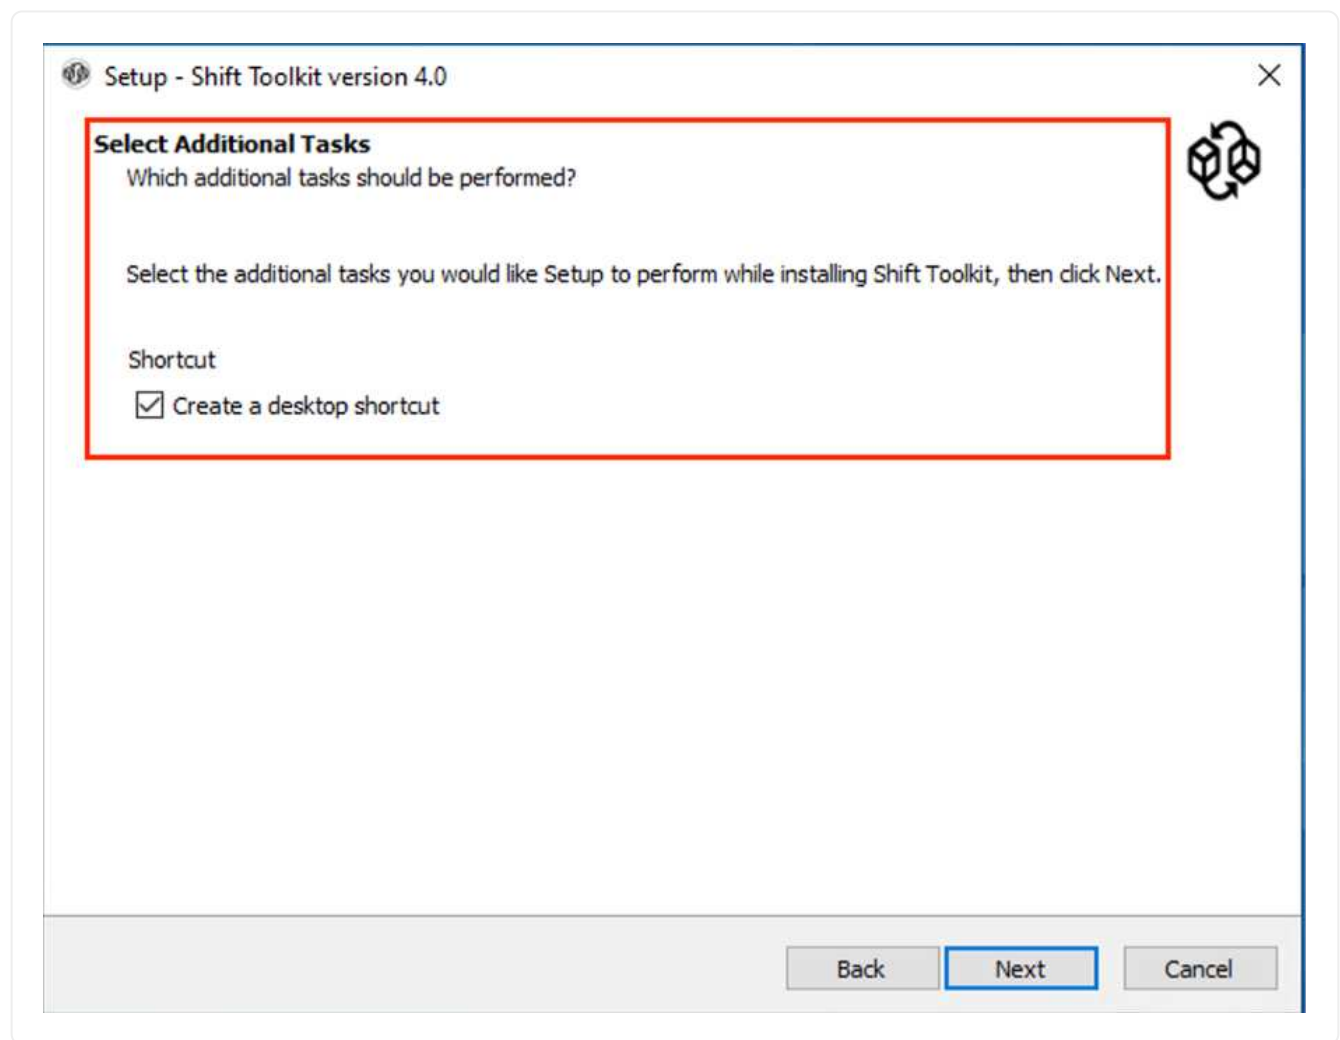 Setup - Shift Toolkit version 4.0
Select Additional Tasks
Which additional tasks should be performed?
Select the additional tasks you would like Setup to perform while installing Shift Toolkit, then click Next.
Shortcut
Create a desktop shortcut
Back
Next
Cancel